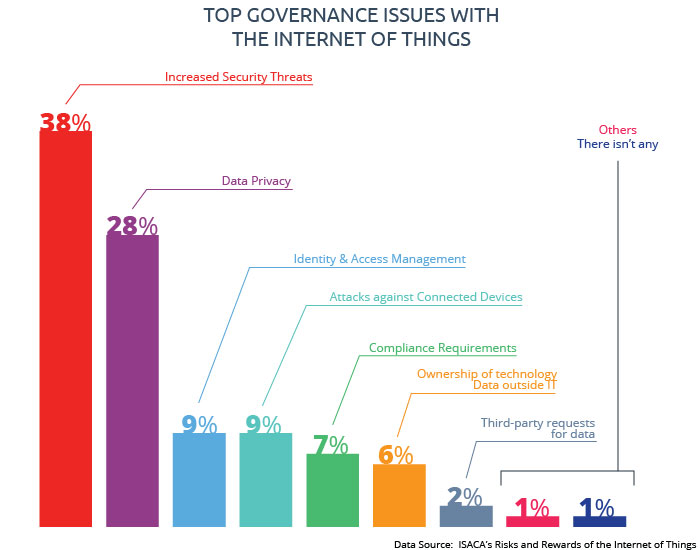 TOP GOVERNANCE ISSUES WITH
THE INTERNET OF THINGS
Increased Security Threats
38%
Data Privacy
28%
Identity & Access Management
9%
Attacks against Connected Devices
9%
Compliance Requirements
7%
Ownership of technology
Data outside IT
6%
Third-party requests
for data
2%
Others
There isn't any
1%
1%
Data Source: ISACA's Risks and Rewards of the Internet of Things